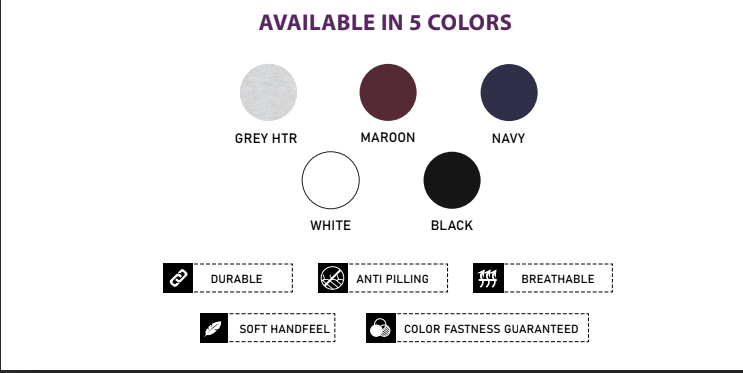 AVAILABLE IN 5 COLORS
GREY HTR
MAROON
NAVY
WHITE
BLACK
DURABLE
ANTI PILLING
BREATHABLE
SOFT HANDFEEL
COLOR FASTNESS GUARANTEED